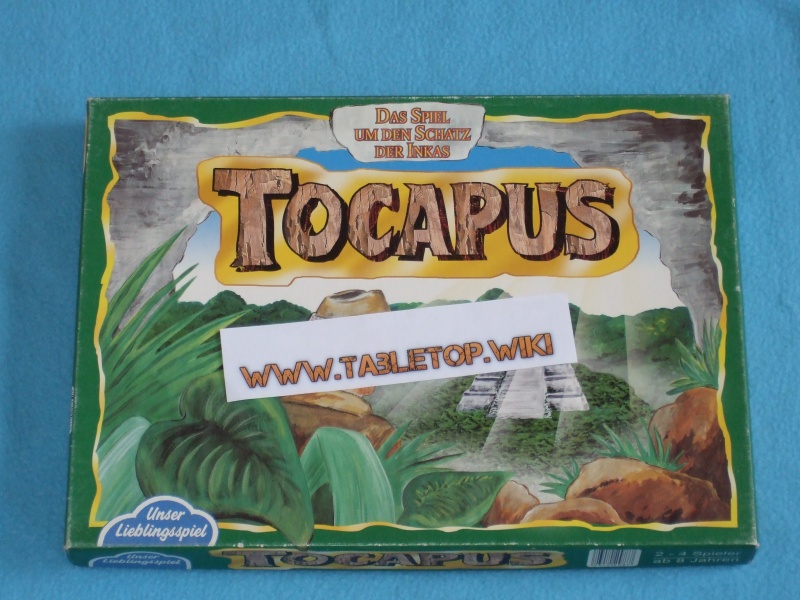 DAS SPIEL
UM DEN SCHATZ
DER INKAS
TOCAPUS
WWW.TABLETOP.WIKI
Unser
Lieblingsspiel
Unser
Lieblingsspiel
TOCAPUS
2 - 4 Spieler
ab 8 Jahren